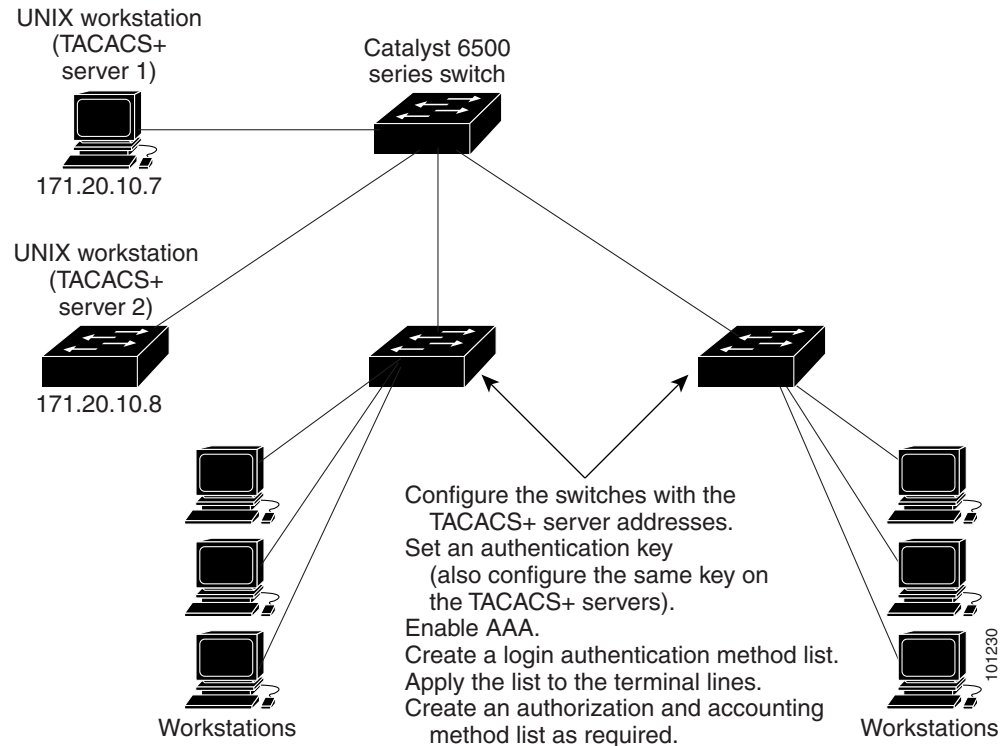 UNIX workstation
(TACACS+
server 1)
Catalyst 6500
series switch
171.20.10.7
UNIX workstation
(TACACS+
server 2)
171.20.10.8
Configure the switches with the
TACACS+ server addresses.
Set an authentication key
(also configure the same key on
the TACACS+ servers).
Enable AAA.
Create a login authentication method list.
Apply the list to the terminal lines.
Create an authorization and accounting
method list as required.
Workstations
Workstations
101230